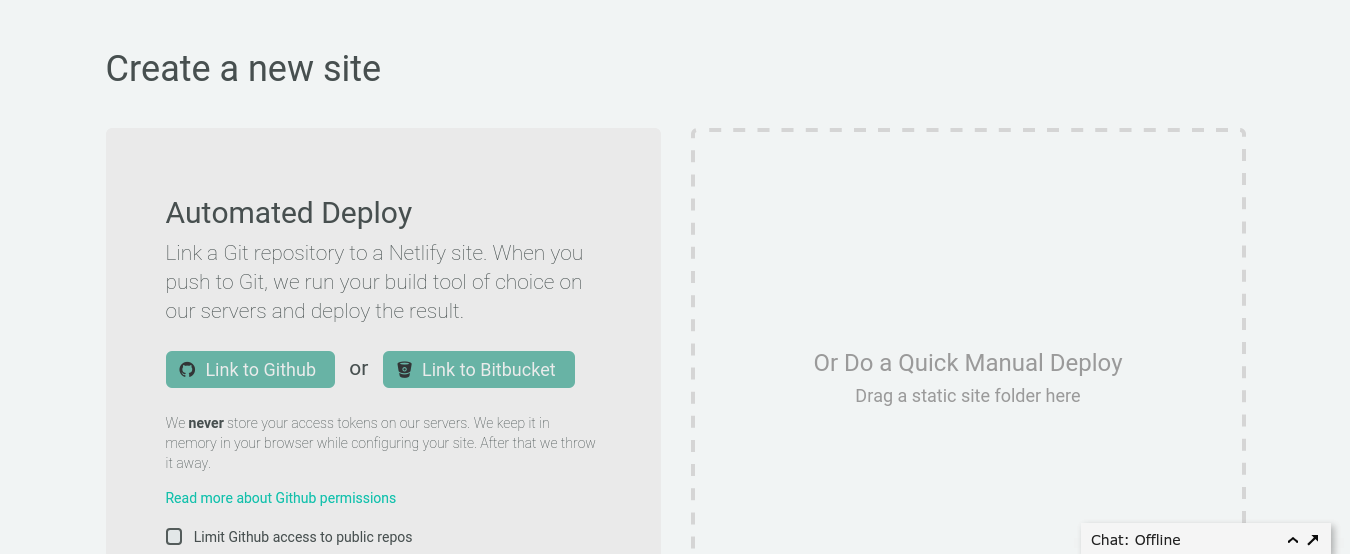 Create a new site
Automated Deploy
Link a Git repository to a Netlify site. When you
push to Git, we run your build tool of choice on
our servers and deploy the result.
Link to Github or Link to Bitbucket
We never store your access tokens on our servers. We keep it in
memory in your browser while configuring your site. After that we throw
it away.
Read more about Github permissions
Limit Github access to public repos
Or Do a Quick Manual Deploy
Drag a static site folder here
Chat: Offline